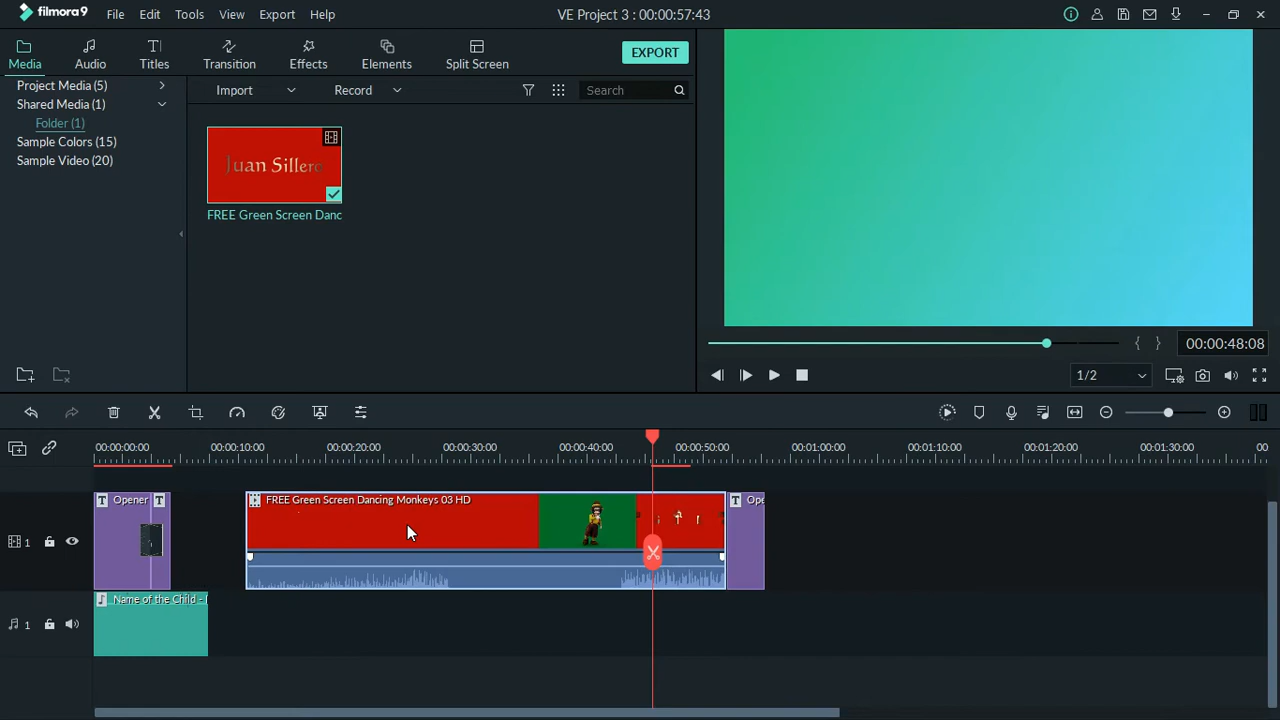 filmora9 File Edit Tools View Export Help VE Project 3 : 00:00:57:43
Media Audio Titles Transition Effects Elements Split Screen EXPORT
Project Media (5) Import Record Search
Shared Media (1)
Folder (1)
Sample Colors (15)
Sample Video (20)
Juan Sillero
FREE Green Screen Danc
00:00:48:08
1/2
00:00:00:00 00:00:10:00 00:00:20:00 00:00:30:00 00:00:40:00 00:00:50:00 00:01:00:00 00:01:10:00 00:01:20:00 00:01:30:00 00
T Opener T FREE Green Screen Dancing Monkeys 03 HD T Ope
1
Name of the Child -
1